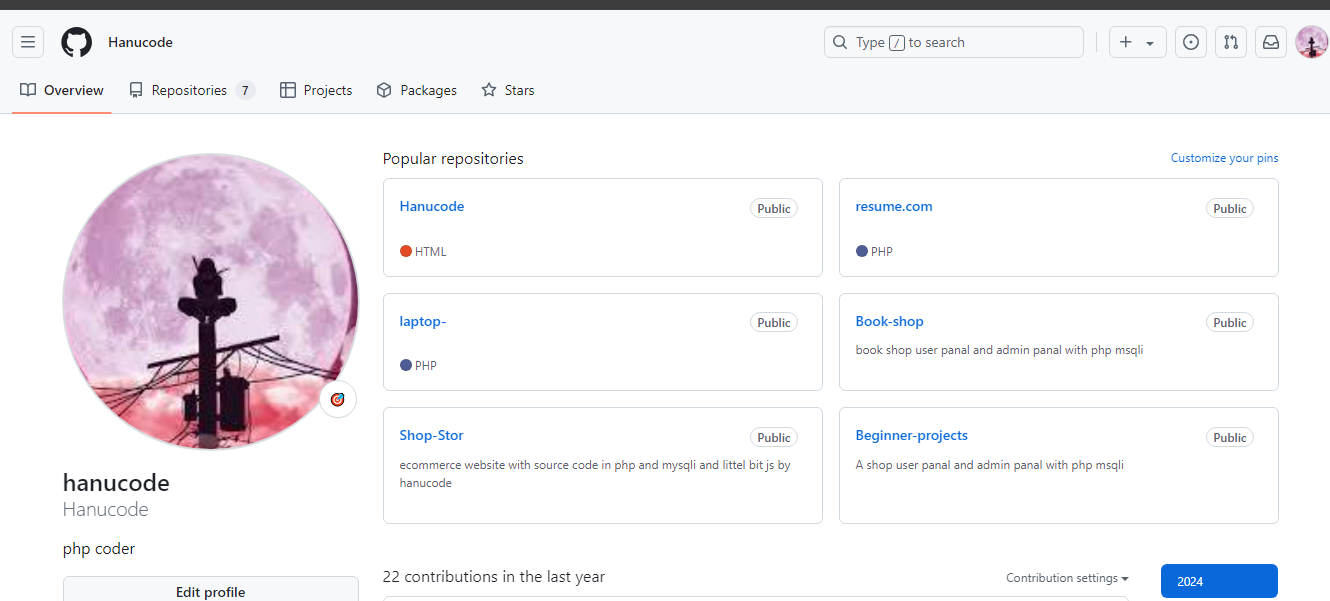 Hanucode
Type / to search
Overview
Repositories 7
Projects
Packages
Stars
Popular repositories
Customize your pins
Hanucode
Public
HTML
resume.com
Public
PHP
laptop-
Public
PHP
Book-shop
Public
book shop user panal and admin panal with php msqli
Shop-Stor
Public
ecommerce website with source code in php and mysqli and littel bit js by
hanucode
Beginner-projects
Public
A shop user panal and admin panal with php msqli
hanucode
Hanucode
php coder
Edit profile
22 contributions in the last year
Contribution settings
2024